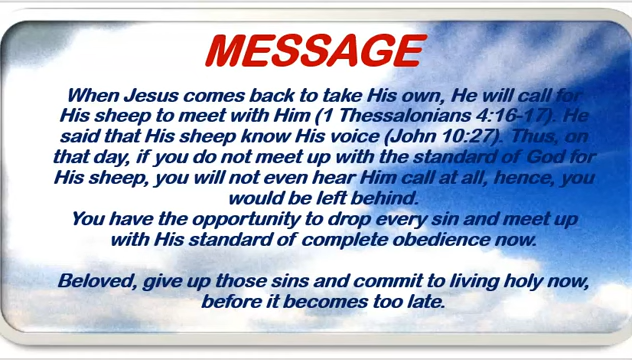 MESSAGE
When Jesus comes back to take His own, He will call for
His sheep to meet with Him (1 Thessalonians 4:16-17). He
said that His sheep know His voice (John 10:27). Thus, on
that day, if you do not meet up with the standard of God for
His sheep, you will not even hear Him call at all, hence, you
would be left behind.
You have the opportunity to drop every sin and meet up
with His standard of complete obedience now.
Beloved, give up those sins and commit to living holy now,
before it becomes too late.